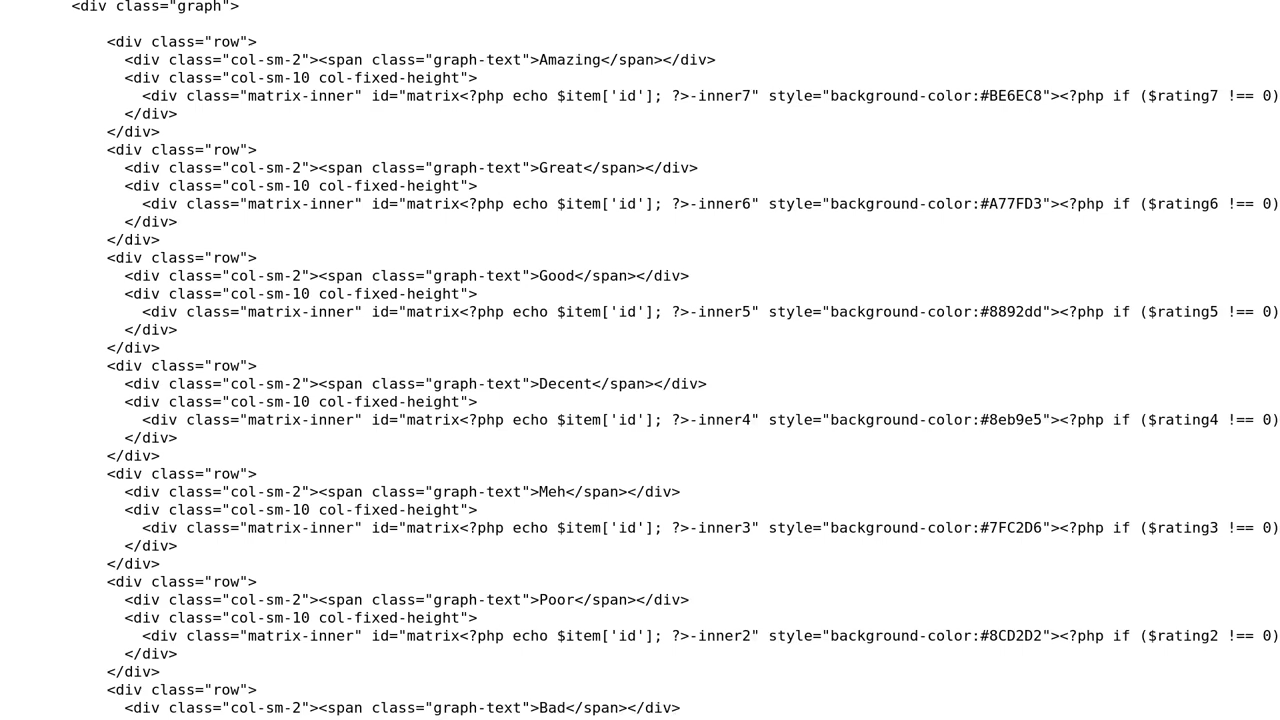 <div class="graph">
<div class="row">
<div class="col-sm-2"><span class="graph-text">Amazing</span></div>
<div class="col-sm-10 col-fixed-height">
<div class="matrix-inner" id="matrix<?php echo $item['id']; ?>-inner7" style="background-color:#BE6EC8"><?php if ($rating7 !== 0)
</div>
</div>
<div class="row">
<div class="col-sm-2"><span class="graph-text">Great</span></div>
<div class="col-sm-10 col-fixed-height">
<div class="matrix-inner" id="matrix<?php echo $item['id']; ?>-inner6" style="background-color:#A77FD3"><?php if ($rating6 !== 0)
</div>
</div>
<div class="row">
<div class="col-sm-2"><span class="graph-text">Good</span></div>
<div class="col-sm-10 col-fixed-height">
<div class="matrix-inner" id="matrix<?php echo $item['id']; ?>-inner5" style="background-color:#8892dd"><?php if ($rating5 !== 0)
</div>
</div>
<div class="row">
<div class="col-sm-2"><span class="graph-text">Decent</span></div>
<div class="col-sm-10 col-fixed-height">
<div class="matrix-inner" id="matrix<?php echo $item['id']; ?>-inner4" style="background-color:#8eb9e5"><?php if ($rating4 !== 0)
</div>
</div>
<div class="row">
<div class="col-sm-2"><span class="graph-text">Meh</span></div>
<div class="col-sm-10 col-fixed-height">
<div class="matrix-inner" id="matrix<?php echo $item['id']; ?>-inner3" style="background-color:#7FC2D6"><?php if ($rating3 !== 0)
</div>
</div>
<div class="row">
<div class="col-sm-2"><span class="graph-text">Poor</span></div>
<div class="col-sm-10 col-fixed-height">
<div class="matrix-inner" id="matrix<?php echo $item['id']; ?>-inner2" style="background-color:#8CD2D2"><?php if ($rating2 !== 0)
</div>
</div>
<div class="row">
<div class="col-sm-2"><span class="graph-text">Bad</span></div>